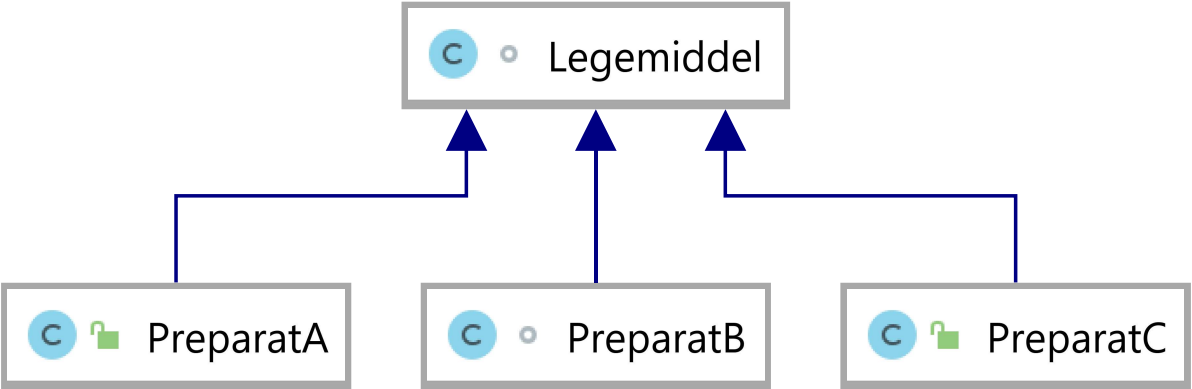 C Legemiddel
C PreparatA
C PreparatB
C PreparatC